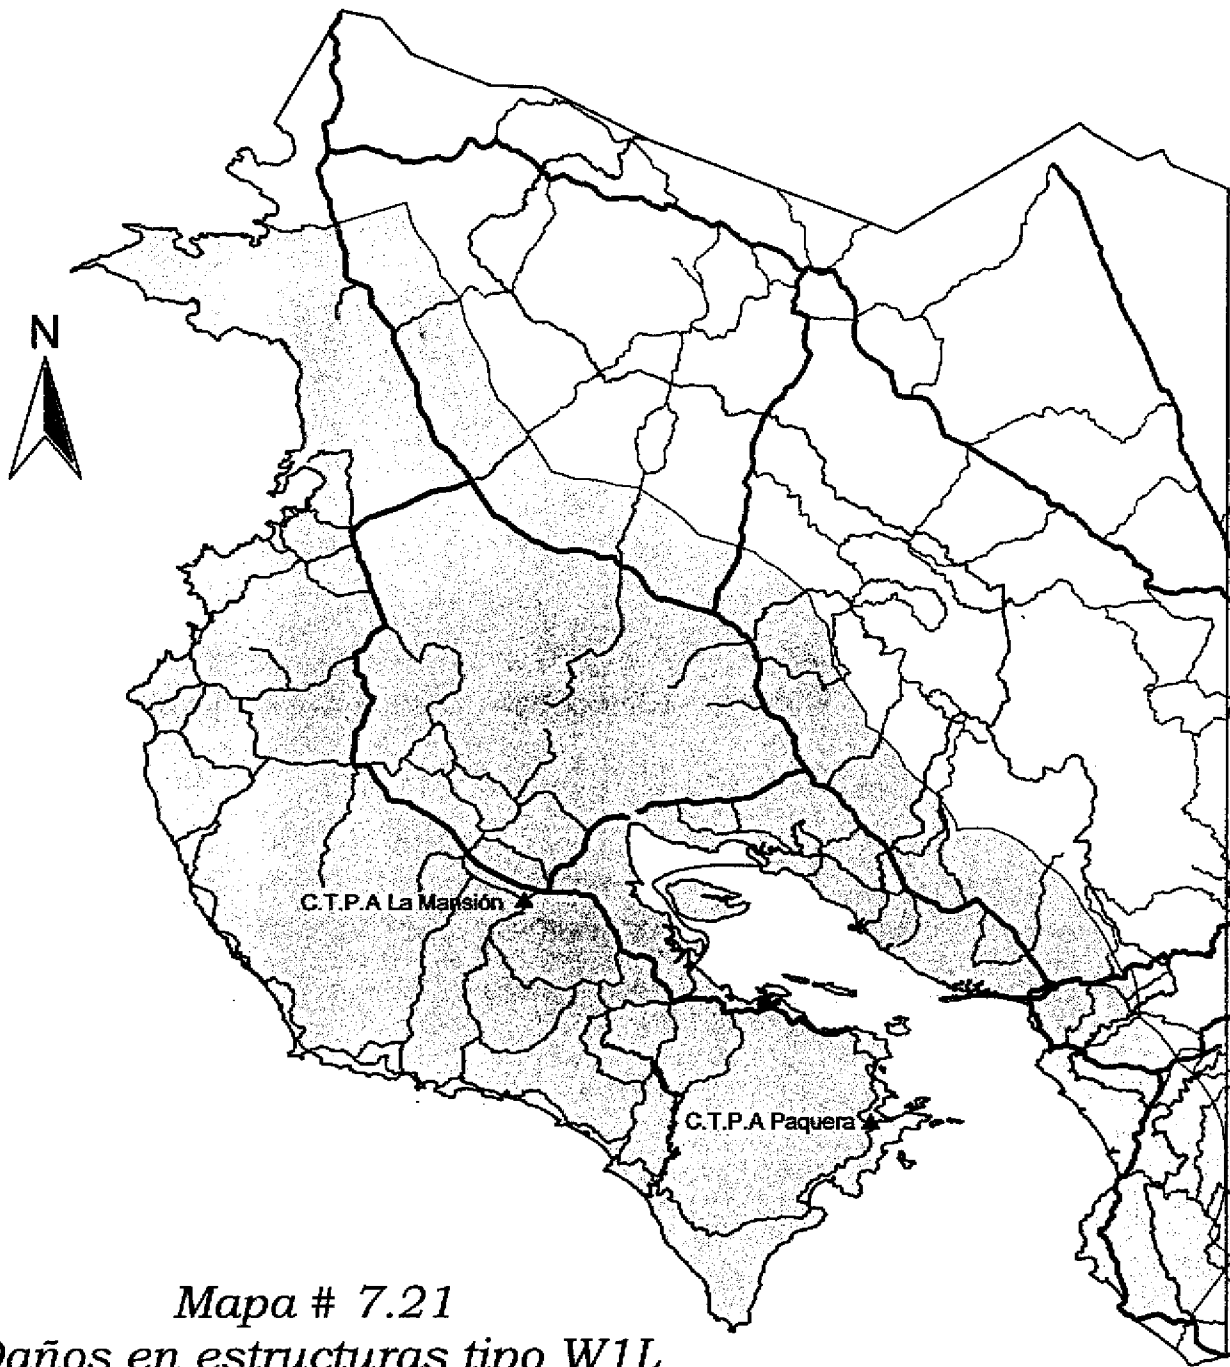 N
C.T.P.A La Mansión
C.T.P.A Paquera
Mapa # 7.21
Daños en estructuras tipo W1L